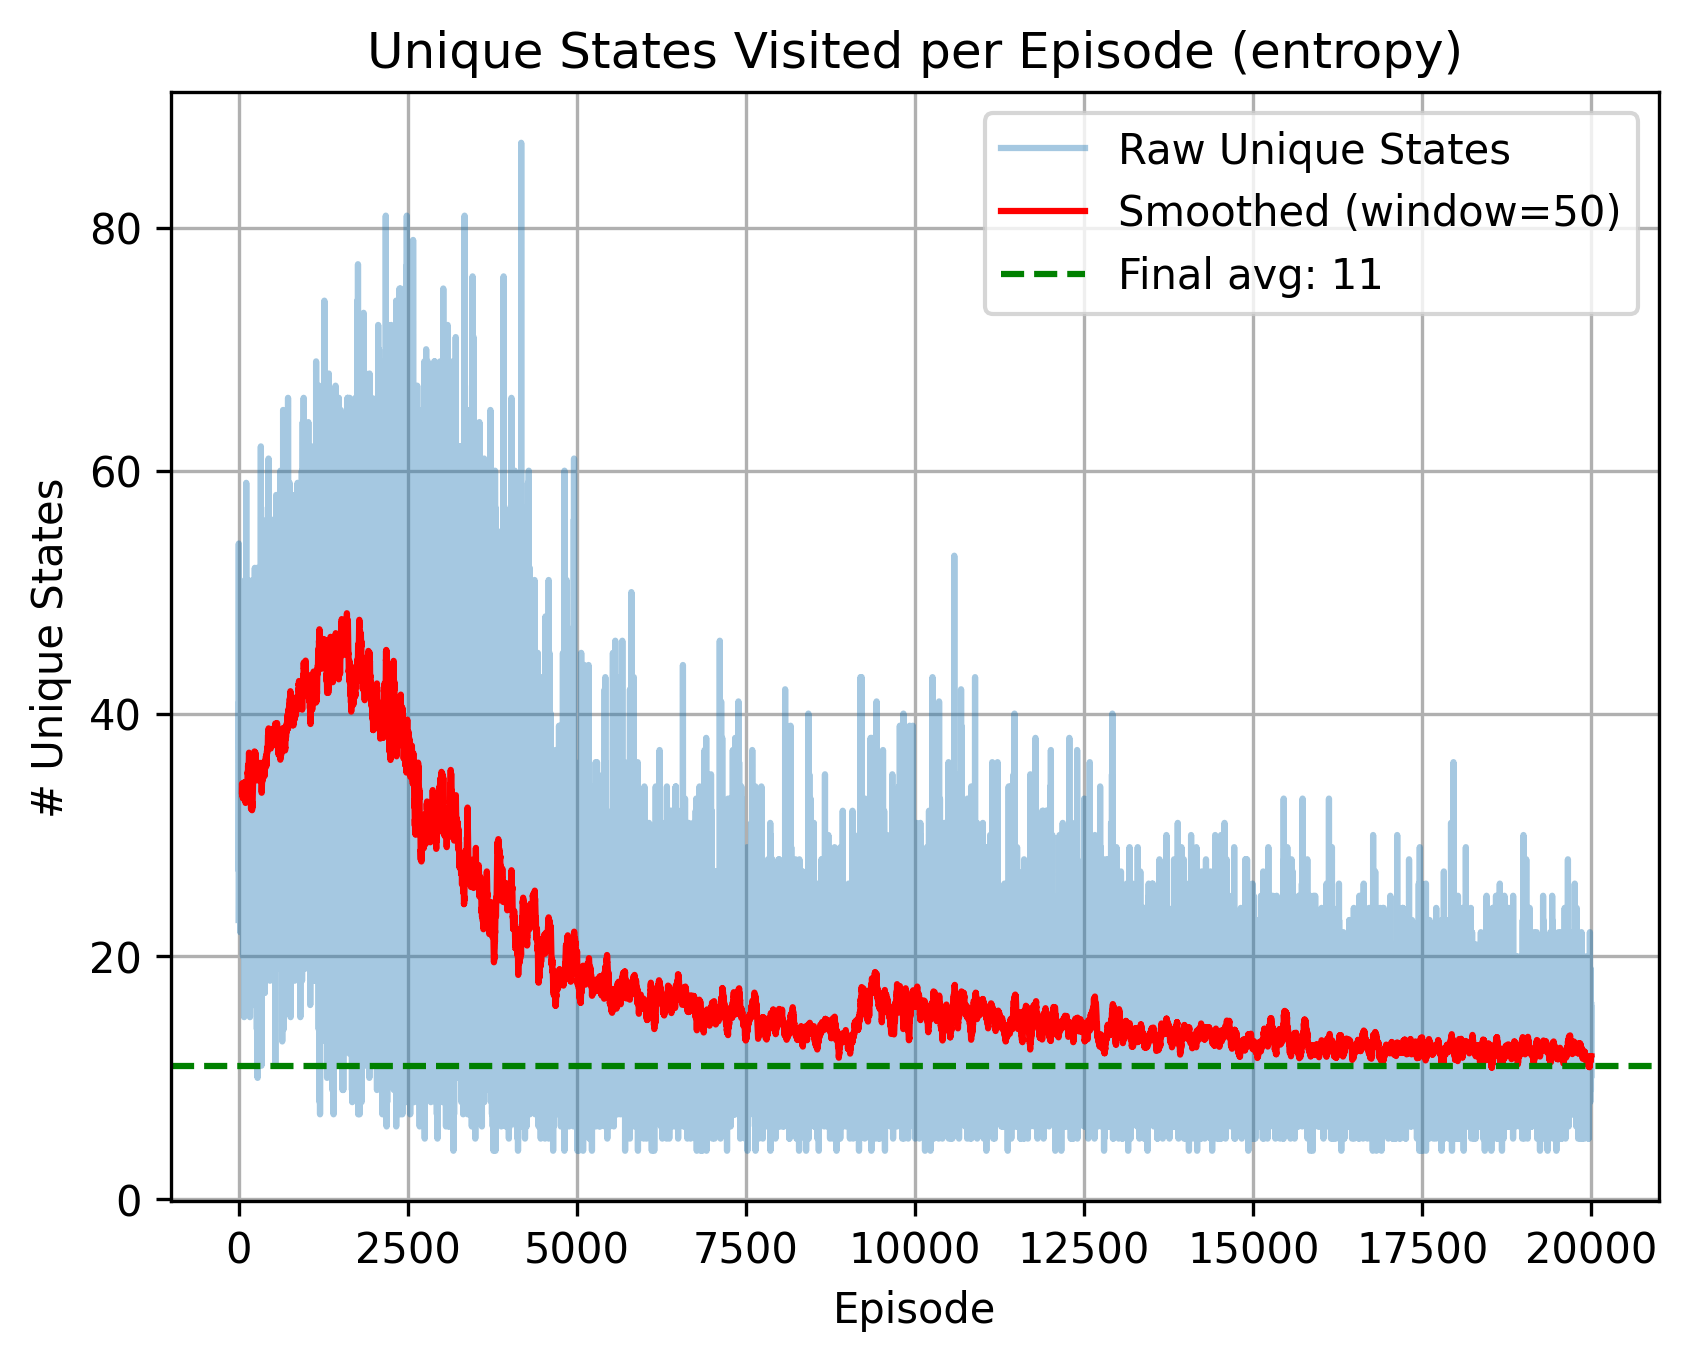 Unique States Visited per Episode (entropy)
Raw Unique States
Smoothed (window=50)
Final avg: 11
# Unique States
80
60
40
20
0
0 2500 5000 7500 10000 12500 15000 17500 20000
Episode